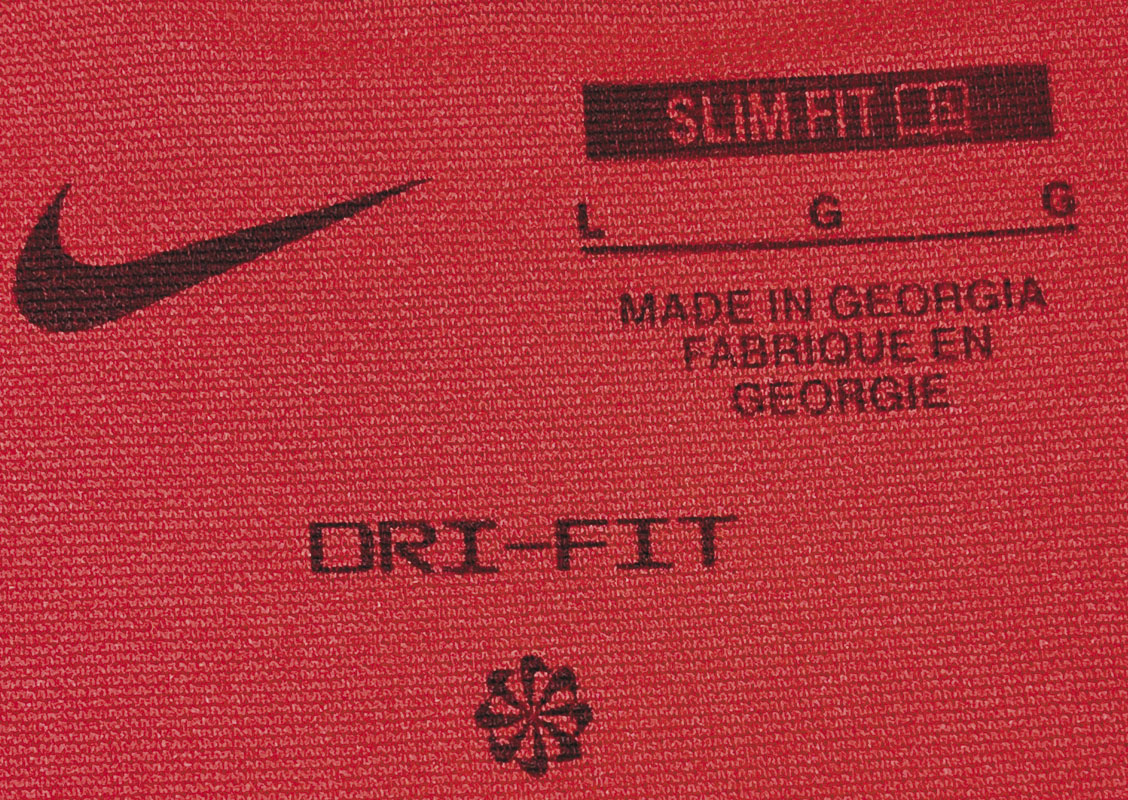 SLIM FIT
L G G
MADE IN GEORGIA
FABRIQUE EN
GEORGIE
DRI-FIT